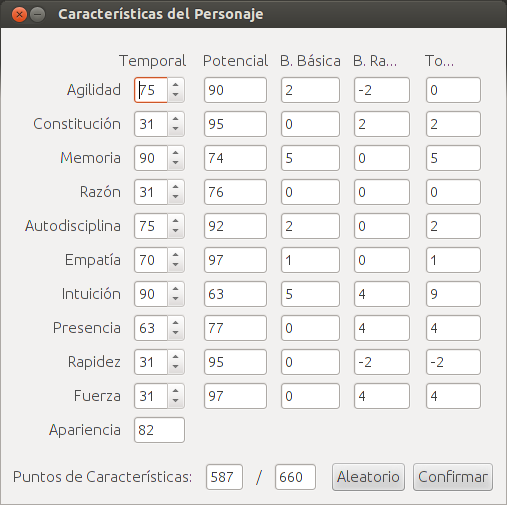 Características del Personaje
Temporal Potencial B. Básica B. Ra... To...
Agilidad 75 90 2 -2 0
Constitución 31 95 0 2 2
Memoria 90 74 5 0 5
Razón 31 76 0 0 0
Autodisciplina 75 92 2 0 2
Empatía 70 97 1 0 1
Intuición 90 63 5 4 9
Presencia 63 77 0 4 4
Rapidez 31 95 0 -2 -2
Fuerza 31 97 0 4 4
Apariencia 82
Puntos de Características: 587 / 660 Aleatorio Confirmar